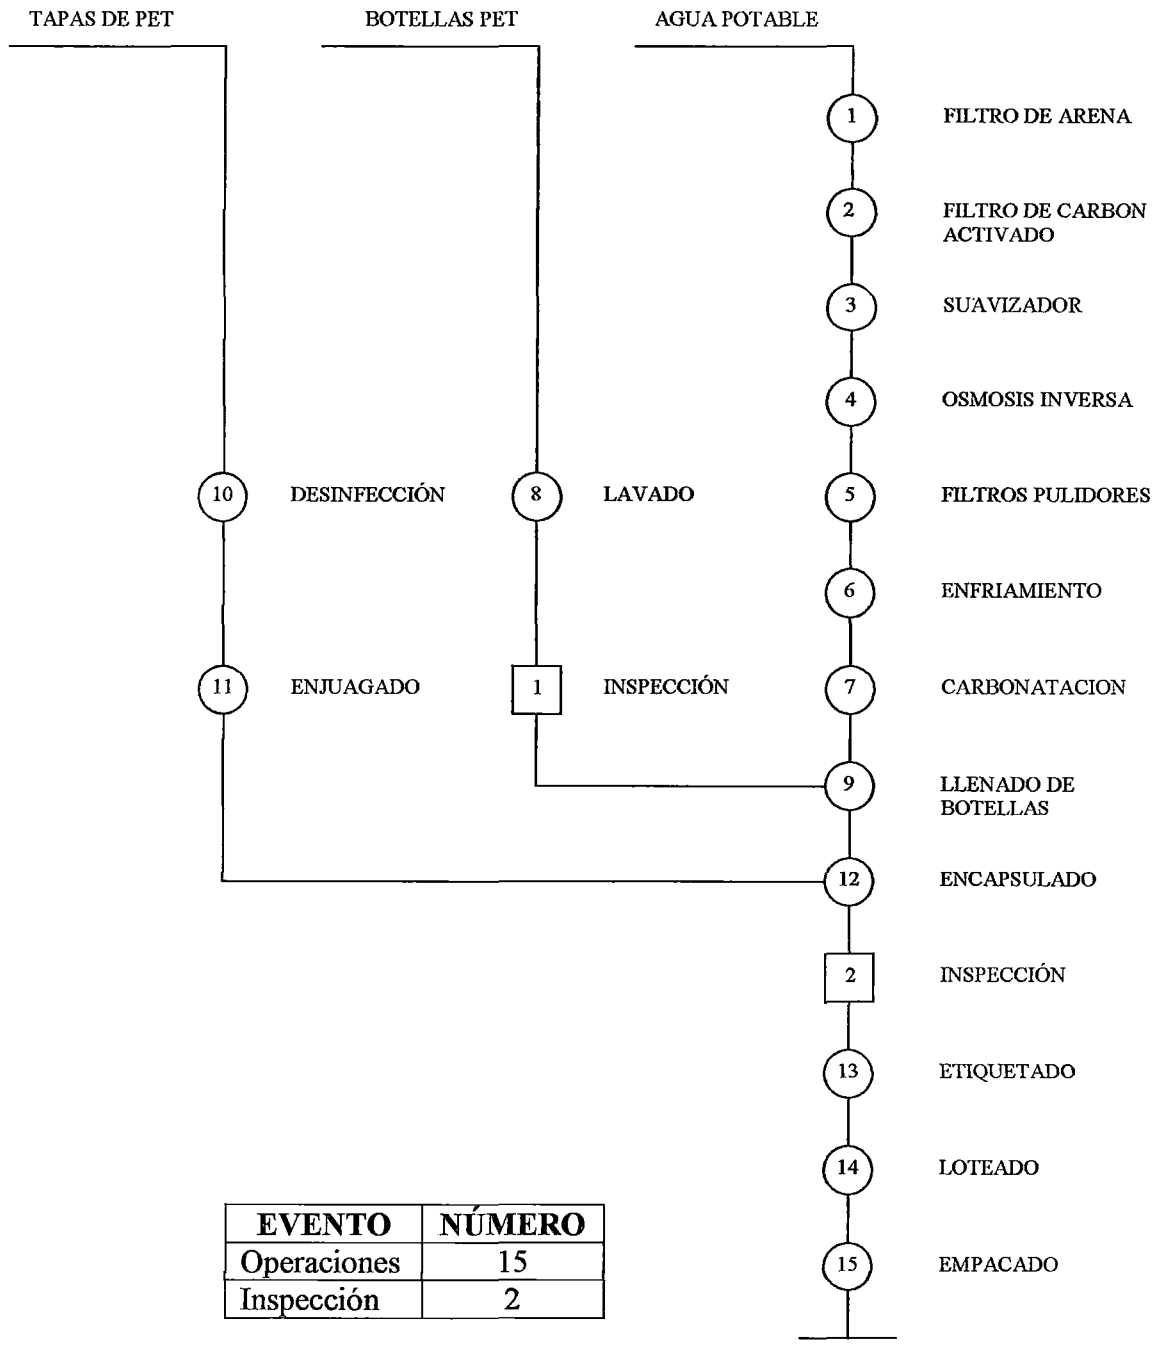 TAPAS DE PET
BOTELLAS PET
AGUA POTABLE
1
FILTRO DE ARENA
2
FILTRO DE CARBON
ACTIVADO
3
SUAVIZADOR
4
OSMOSIS INVERSA
10
DESINFECCIÓN
8
LAVADO
5
FILTROS PULIDORES
6
ENFRIAMIENTO
11
ENJUAGADO
1
INSPECCIÓN
7
CARBONATACION
9
LLENADO DE
BOTELLAS
12
ENCAPSULADO
2
INSPECCIÓN
13
ETIQUETADO
14
LOTEADO
15
EMPACADO
EVENTO NÚMERO
Operaciones 15
Inspección 2